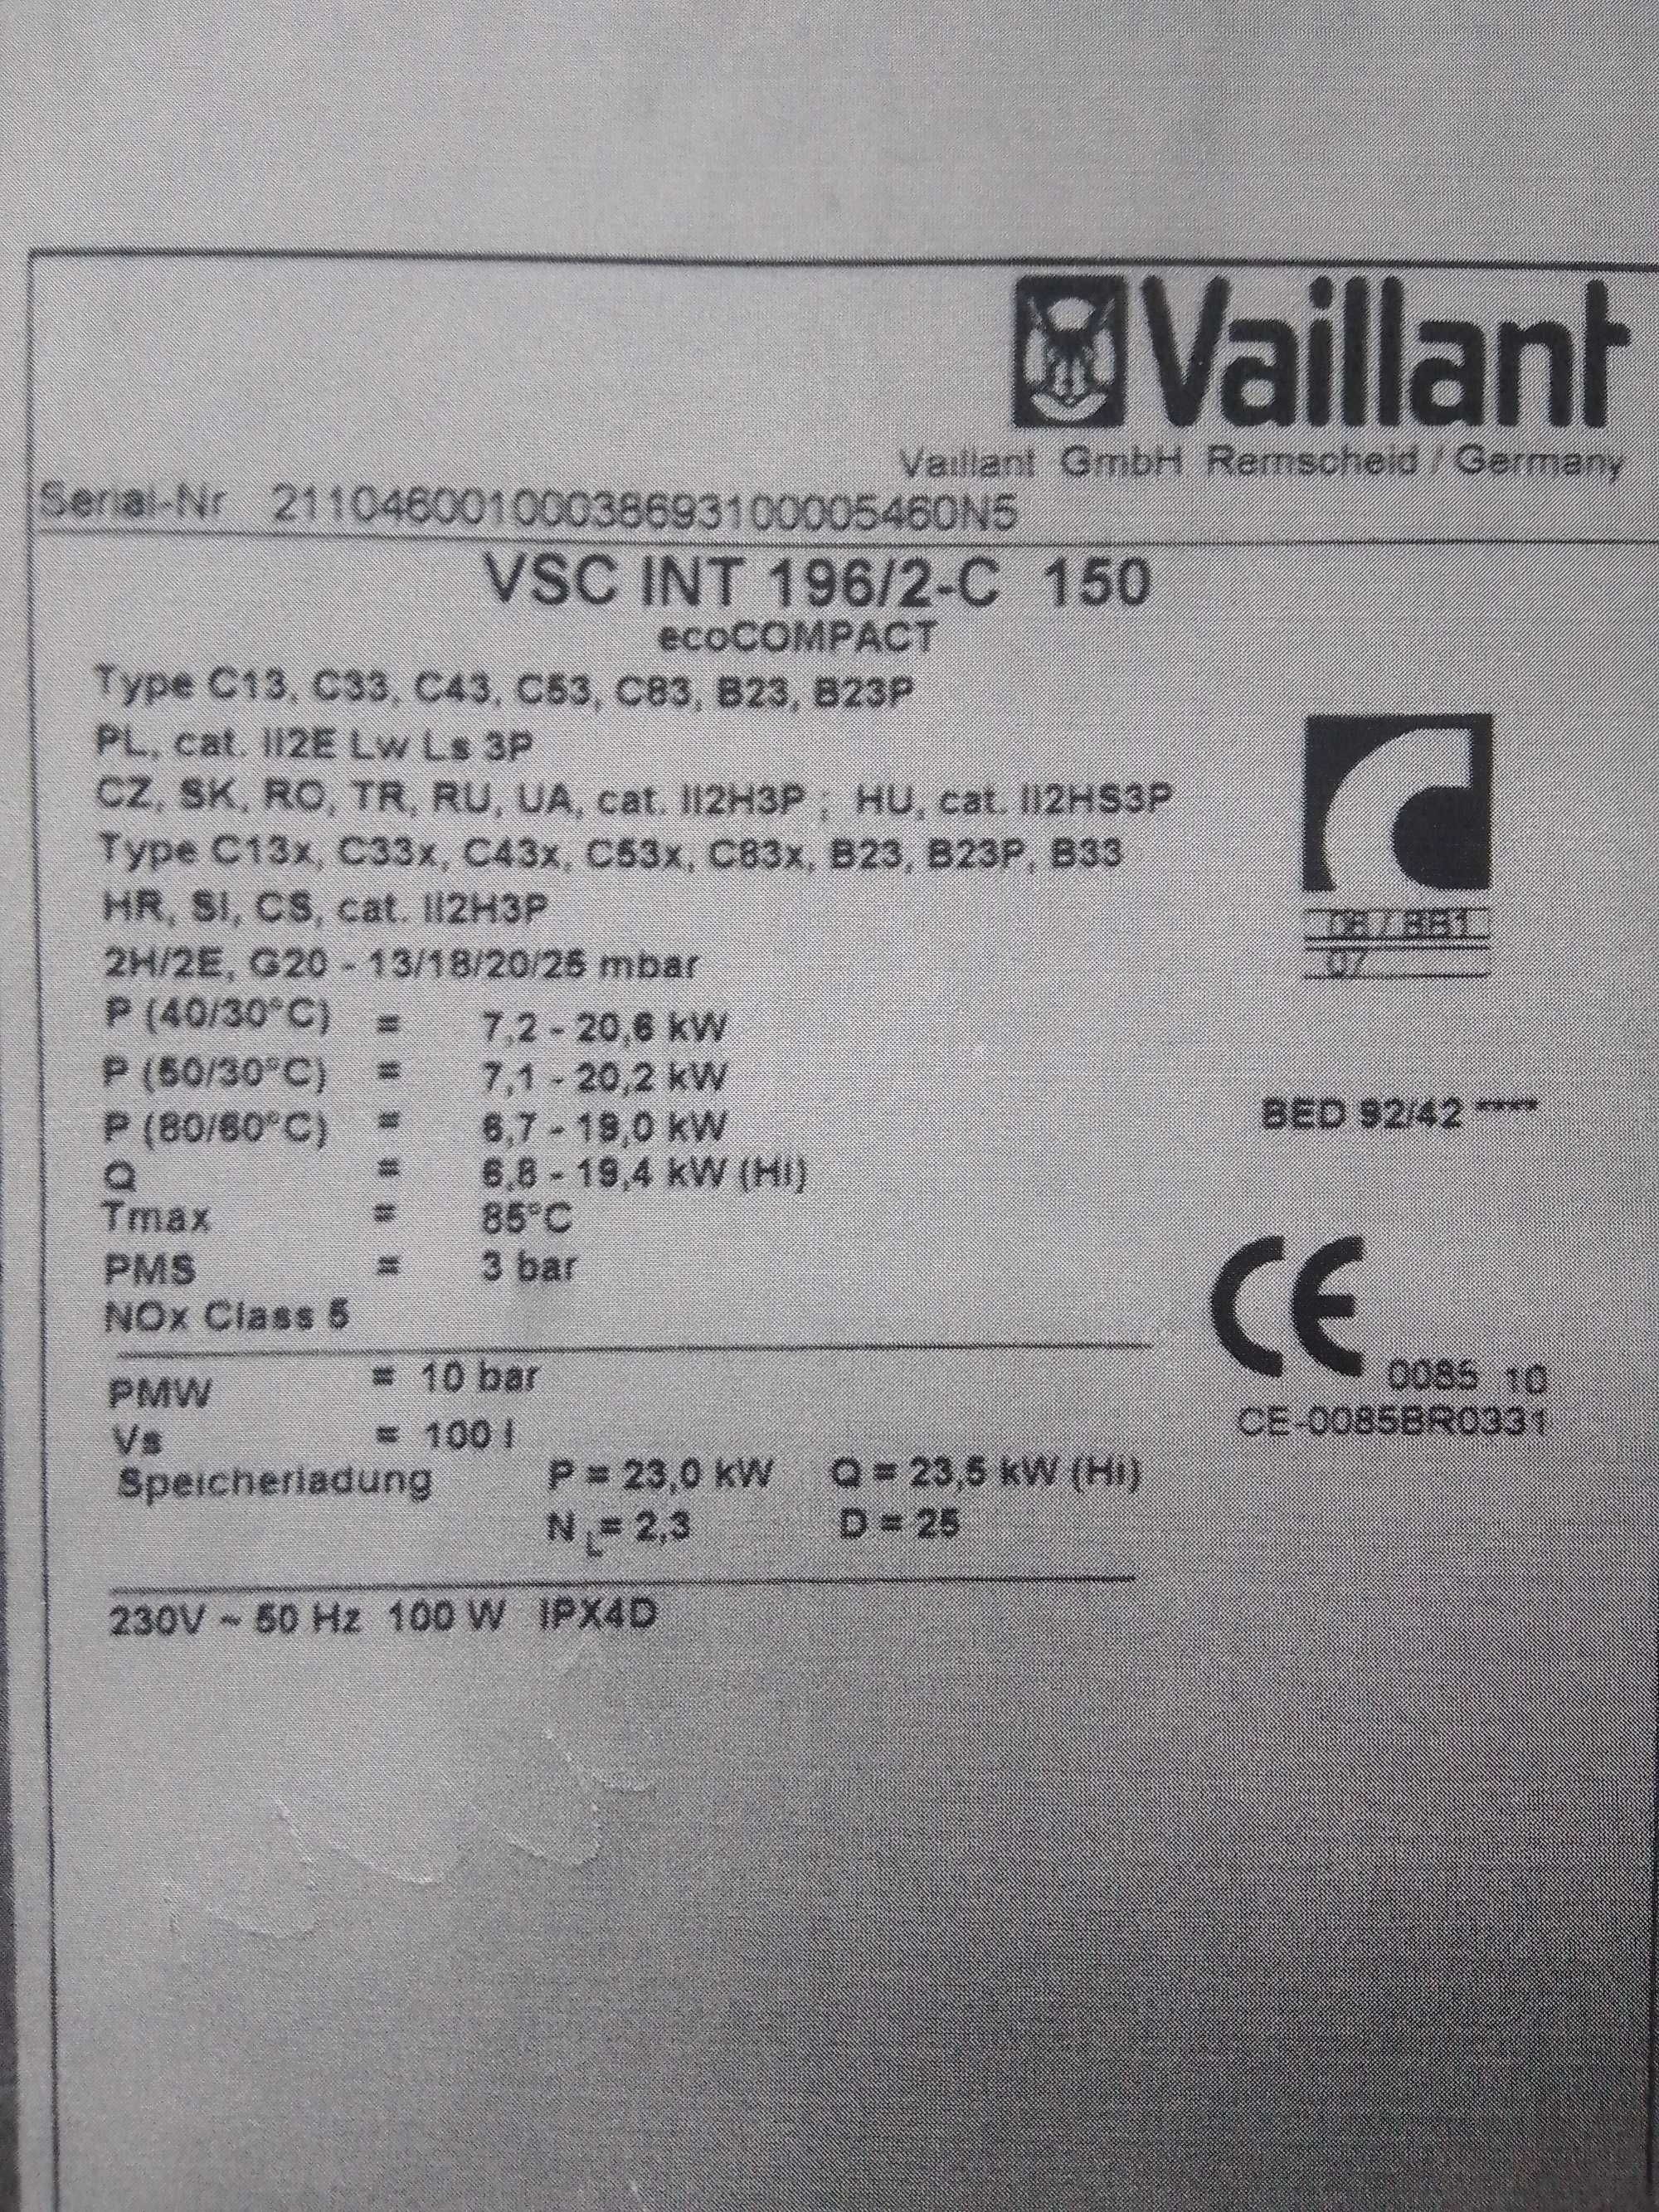 Vaillant
Vaillant GmbH Remscheid / Germany
Serial-Nr 21104600100038693100005460N5
VSC INT 196/2-C 150
ecoCOMPACT
Type C13, C33, C43, C53, C83, B23, B23P
PL, cat. II2E Lw Ls 3P
CZ, SK, RO, TR, RU, UA, cat. II2H3P ; HU, cat. II2HS3P
Type C13x, C33x, C43x, C53x, C83x, B23, B23P, B33
HR, SI, CS, cat. II2H3P
2H/2E, G20 - 13/18/20/25 mbar
P (40/30°C) = 7,2 - 20,6 kW
P (50/30°C) = 7,1 - 20,2 kW
P (80/60°C) = 6,7 - 19,0 kW
Q = 6,8 - 19,4 kW (Hi)
Tmax = 85°C
PMS = 3 bar
NOx Class 5
07
BED 92/42 ****
CE 0085 10
CE-0085BR0331
PMW = 10 bar
Vs = 100 l
Speicherladung P = 23,0 kW Q = 23,5 kW (Hi)
NL = 2,3 D = 25
230V ~ 50 Hz 100 W IPX4D